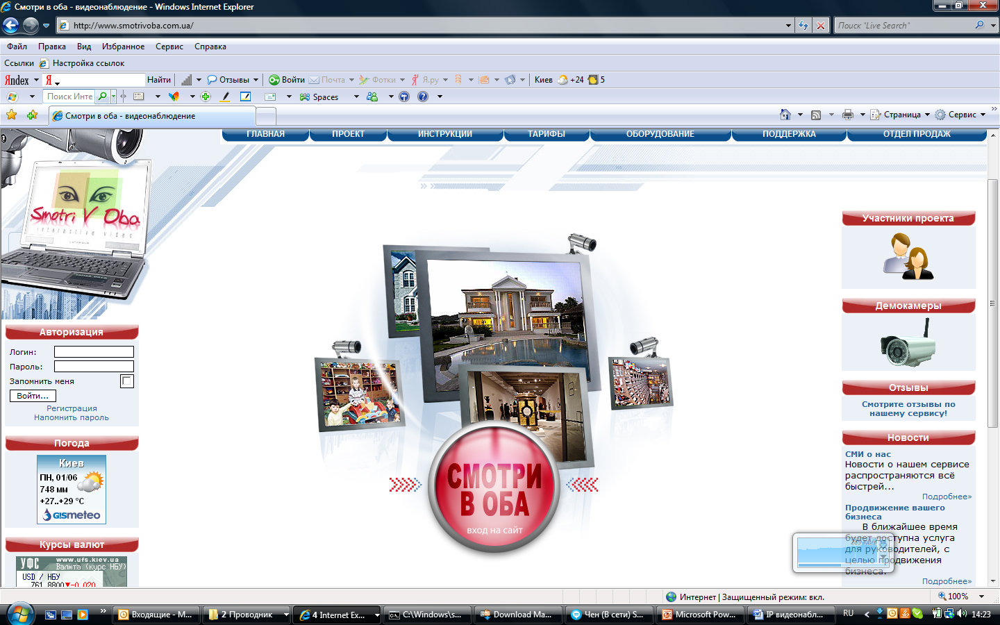 Смотри в оба - видеонаблюдение - Windows Internet Explorer
http://www.smotrivoba.com.ua/
Поиск "Live Search"
Файл Правка Вид Избранное Сервис Справка
Ссылки Настройка ссылок
Яndex Я Найти Отзывы Войти Почта Фотки Я.ру Киев +24 5
Поиск Инте Spaces
Смотри в оба - видеонаблюдение Страница Сервис
ГЛАВНАЯ ПРОЕКТ ИНСТРУКЦИИ ТАРИФЫ ОБОРУДОВАНИЕ ПОДДЕРЖКА ОТДЕЛ ПРОДАЖ
Smotri V Oba
interactive video
Авторизация
Логин:
Пароль:
Запомнить меня
Войти...
Регистрация
Напомнить пароль
Погода
Киев
ПН, 01/06
748 мм
+27..+29 °C
GISMETEO
Курсы валют
УФС www.ufs.kiev.ua
Валюта (курс НБУ)
USD / НБУ
761.8800▼-0.020
СМОТРИ
В ОБА
вход на сайт
Участники проекта
Демокамеры
Отзывы
Смотрите отзывы по
нашему сервису!
Новости
СМИ о нас
Новости о нашем сервисе
распространяются всё
быстрей...
Подробнее»
Продвижение вашего
бизнеса
В ближайшее время
будет доступна услуга
для руководителей, с
целью продвижения
бизнеса.
Подробнее»
Интернет | Защищенный режим: вкл. 100%
Входящие - M... 2 Проводник 4 Internet Ex... C:\Windows\s... Download Ma... Чен (В сети) S... Microsoft Pow... IP видеонабл... RU 14:23